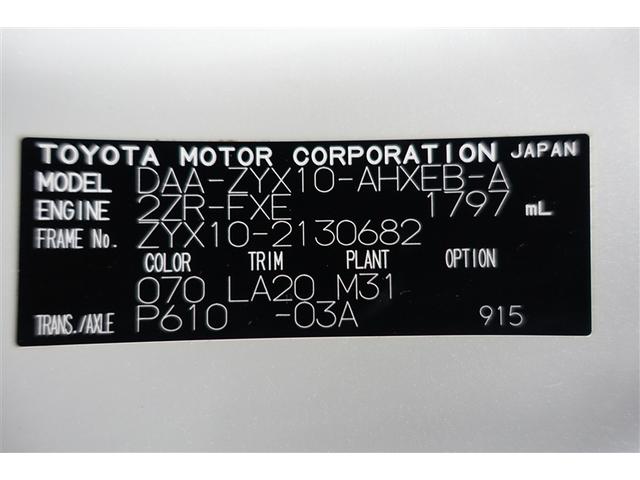 TOYOTA MOTOR CORPORATION JAPAN
MODEL DAA-ZYX10-AHXEB-A
ENGINE 2ZR-FXE 1797 mL
FRAME No. ZYX10-2130682
COLOR TRIM PLANT OPTION
070 LA20 M31
TRANS./AXLE P610 -03A 915